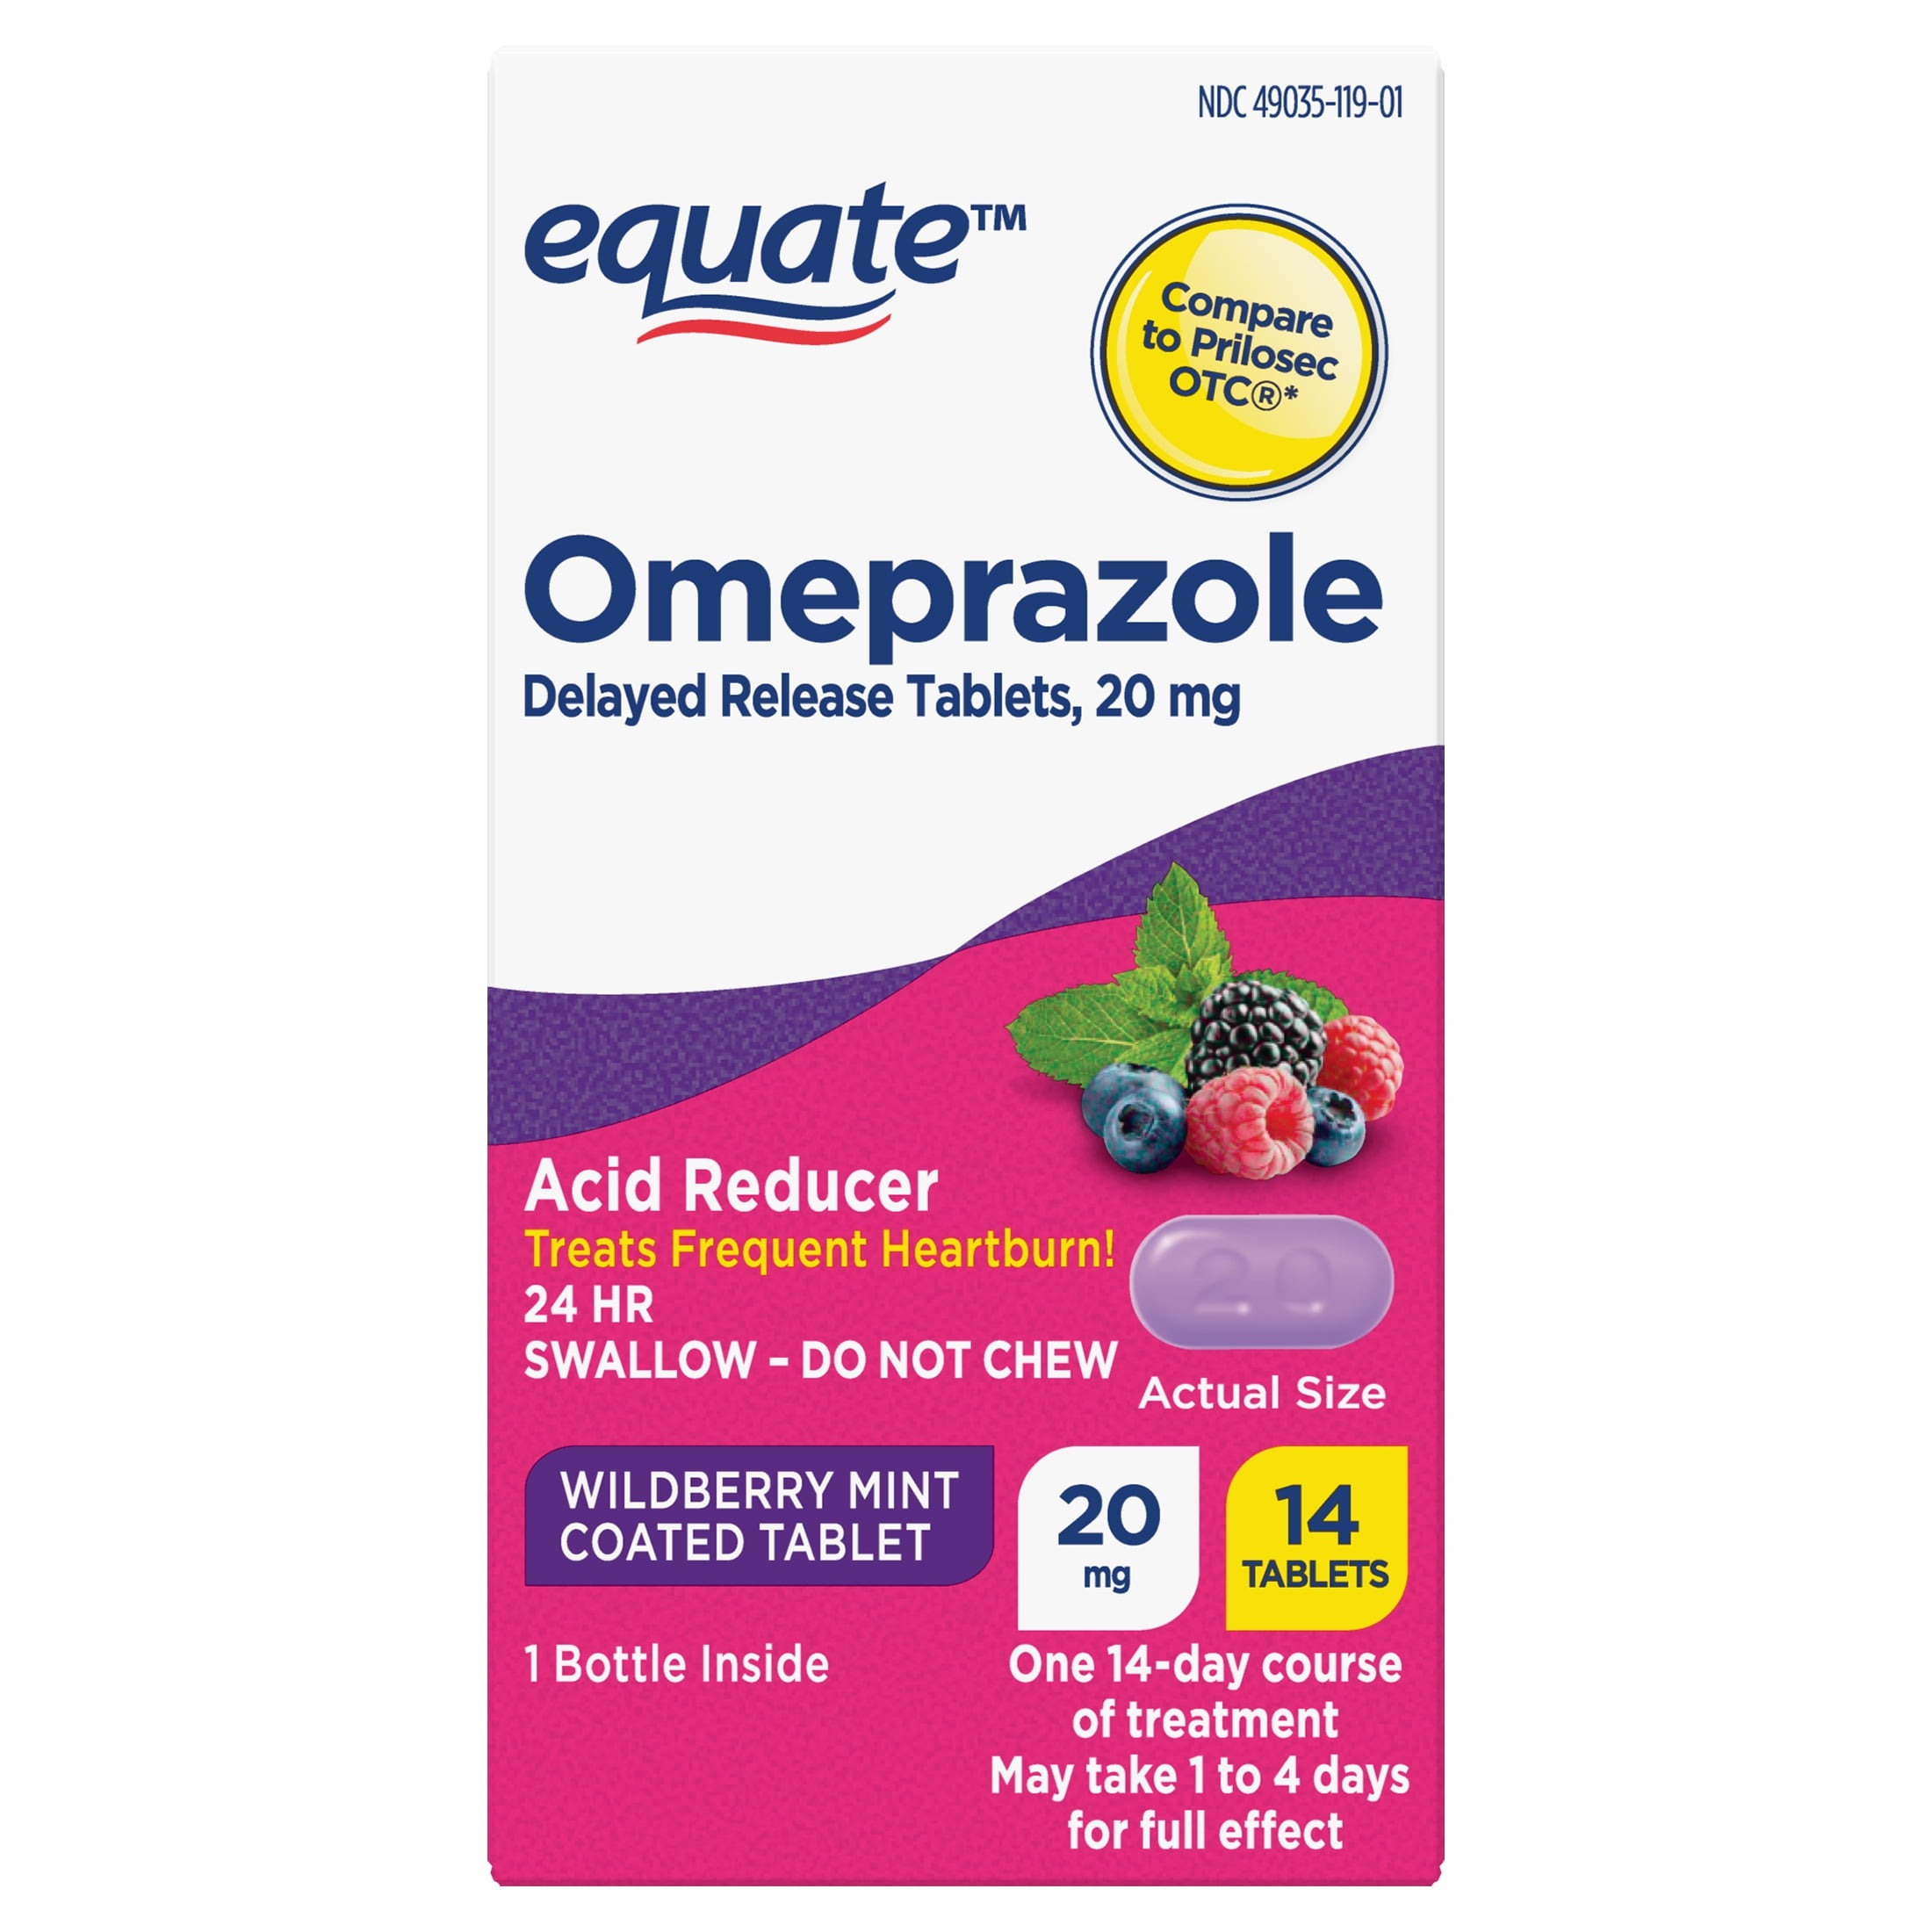 NDC 49035-119-01
equate™
Compare
to Prilosec
OTC®*
Omeprazole
Delayed Release Tablets, 20 mg
Acid Reducer
Treats Frequent Heartburn!
24 HR
SWALLOW – DO NOT CHEW
20
Actual Size
WILDBERRY MINT
COATED TABLET
20
mg
14
TABLETS
1 Bottle Inside
One 14-day course
of treatment
May take 1 to 4 days
for full effect